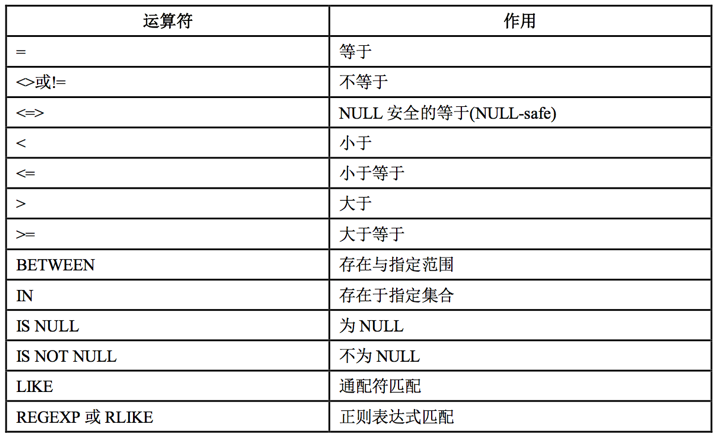 运算符 作用
= 等于
<>或!= 不等于
<=> NULL 安全的等于(NULL-safe)
< 小于
<= 小于等于
> 大于
>= 大于等于
BETWEEN 存在与指定范围
IN 存在于指定集合
IS NULL 为 NULL
IS NOT NULL 不为 NULL
LIKE 通配符匹配
REGEXP 或 RLIKE 正则表达式匹配